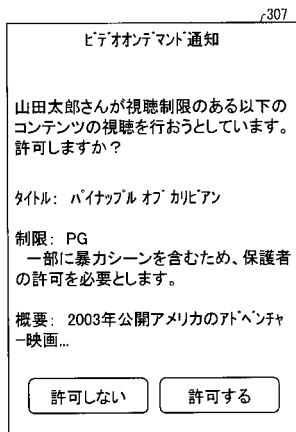 307
ビデオオンデマンド通知
山田太郎さんが視聴制限のある以下の
コンテンツの視聴を行おうとしています。
許可しますか？
タイトル： パイナップル オブ カリビアン
制限： PG
一部に暴力シーンを含むため、保護者
の許可を必要とします。
概要： 2003年公開アメリカのアドベンチャ
ー映画...
許可しない 許可する